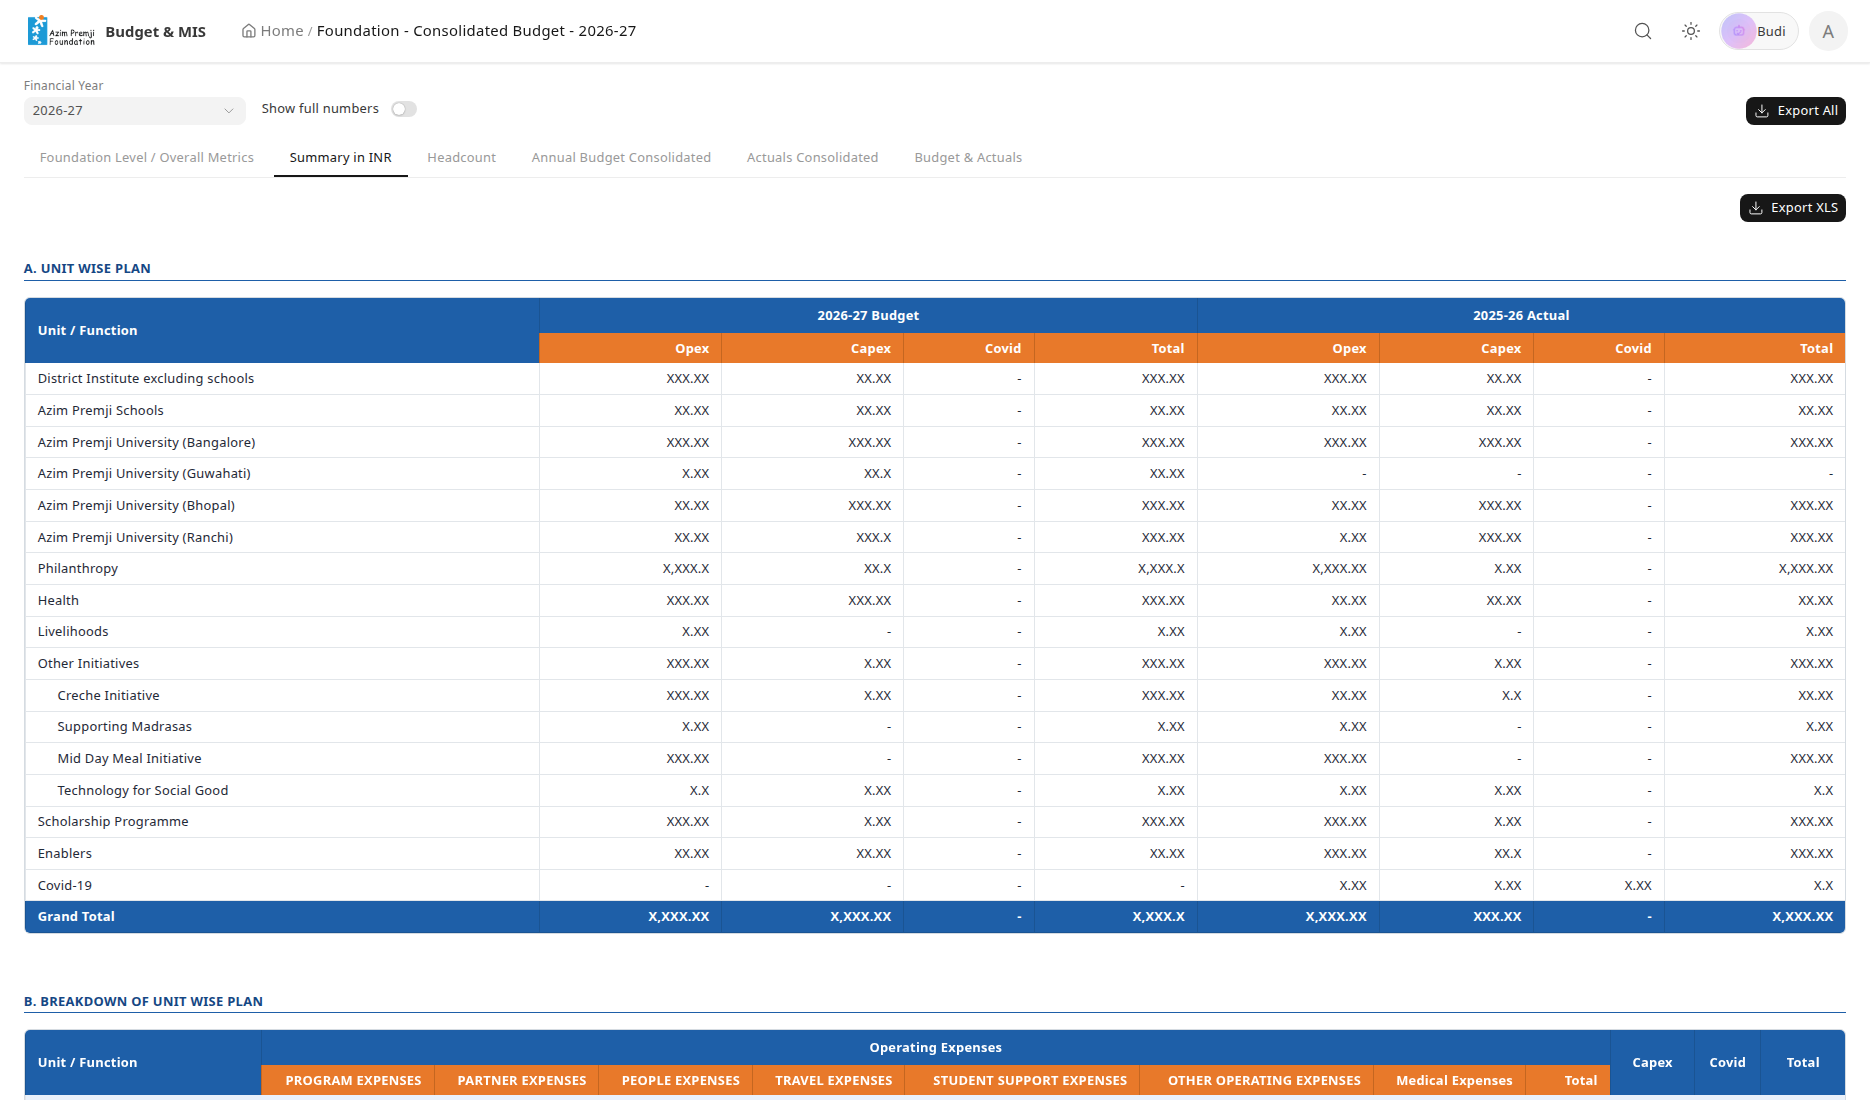 Azim Premji
Foundation
Budget & MIS
Home / Foundation - Consolidated Budget - 2026-27
Budi
A
Financial Year
2026-27
Show full numbers
Export All
Foundation Level / Overall Metrics
Summary in INR
Headcount
Annual Budget Consolidated
Actuals Consolidated
Budget & Actuals
Export XLS
A. UNIT WISE PLAN
Unit / Function 2026-27 Budget 2025-26 Actual
Opex Capex Covid Total Opex Capex Covid Total
District Institute excluding schools XXX.XX XX.XX - XXX.XX XXX.XX XX.XX - XXX.XX
Azim Premji Schools XX.XX XX.XX - XX.XX XX.XX XX.XX - XX.XX
Azim Premji University (Bangalore) XXX.XX XXX.XX - XXX.XX XXX.XX XXX.XX - XXX.XX
Azim Premji University (Guwahati) X.XX XX.X - XX.XX - - - -
Azim Premji University (Bhopal) XX.XX XXX.XX - XXX.XX XX.XX XXX.XX - XXX.XX
Azim Premji University (Ranchi) XX.XX XXX.X - XXX.XX X.XX XXX.XX - XXX.XX
Philanthropy X,XXX.X XX.X - X,XXX.X X,XXX.XX X.XX - X,XXX.XX
Health XXX.XX XXX.XX - XXX.XX XX.XX XX.XX - XX.XX
Livelihoods X.XX - - X.XX X.XX - - X.XX
Other Initiatives XXX.XX X.XX - XXX.XX XXX.XX X.XX - XXX.XX
Creche Initiative XXX.XX X.XX - XXX.XX XX.XX X.X - XX.XX
Supporting Madrasas X.XX - - X.XX X.XX - - X.XX
Mid Day Meal Initiative XXX.XX - - XXX.XX XXX.XX - - XXX.XX
Technology for Social Good X.X X.XX - X.XX X.XX X.XX - X.X
Scholarship Programme XXX.XX X.XX - XXX.XX XXX.XX X.XX - XXX.XX
Enablers XX.XX XX.XX - XX.XX XXX.XX XX.X - XXX.XX
Covid-19 - - - - X.XX X.XX X.XX X.X
Grand Total X,XXX.XX X,XXX.XX - X,XXX.X X,XXX.XX XXX.XX - X,XXX.XX
B. BREAKDOWN OF UNIT WISE PLAN
Unit / Function Operating Expenses Capex Covid Total
PROGRAM EXPENSES PARTNER EXPENSES PEOPLE EXPENSES TRAVEL EXPENSES STUDENT SUPPORT EXPENSES OTHER OPERATING EXPENSES Medical Expenses Total